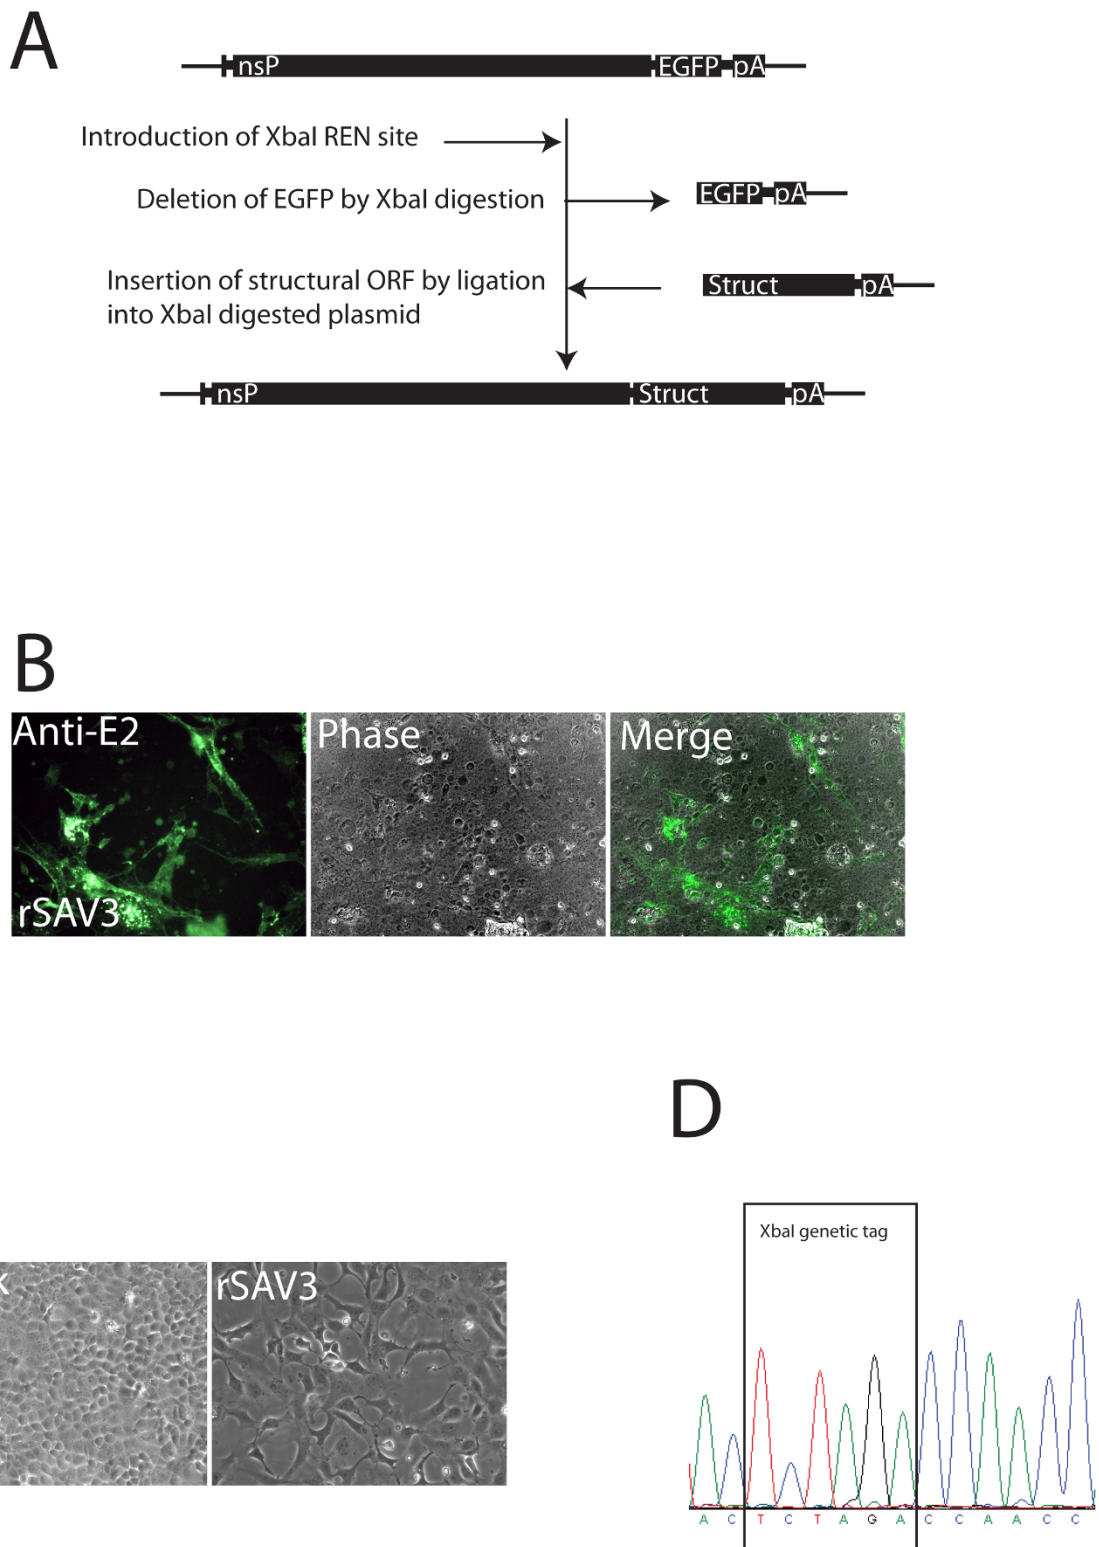 A
nsP EGFP pA
Introduction of XbaI REN site
Deletion of EGFP by XbaI digestion
EGFP pA
Insertion of structural ORF by ligation
into XbaI digested plasmid
Struct pA
nsP Struct pA
B
Anti-E2
rSAV3
Phase
Merge
D
rSAV3
XbaI genetic tag
A C T C T A G A C C A A C C